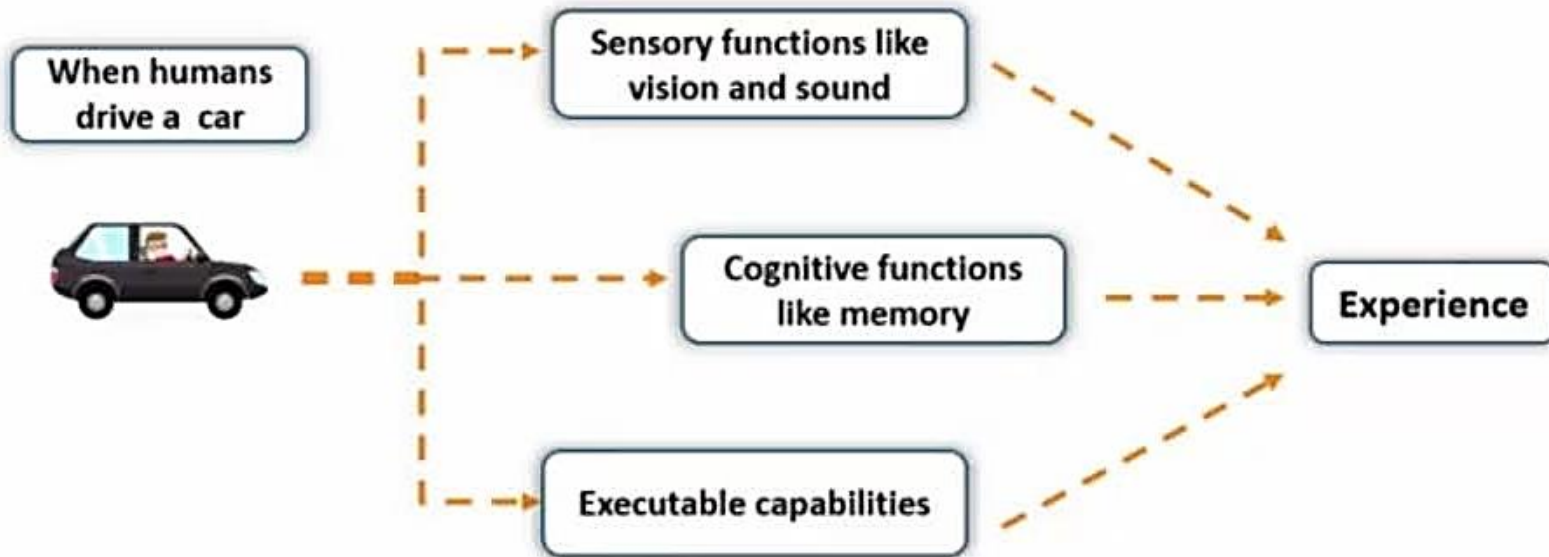 When humans
drive a car
Sensory functions like
vision and sound
Cognitive functions
like memory
Executable capabilities
Experience